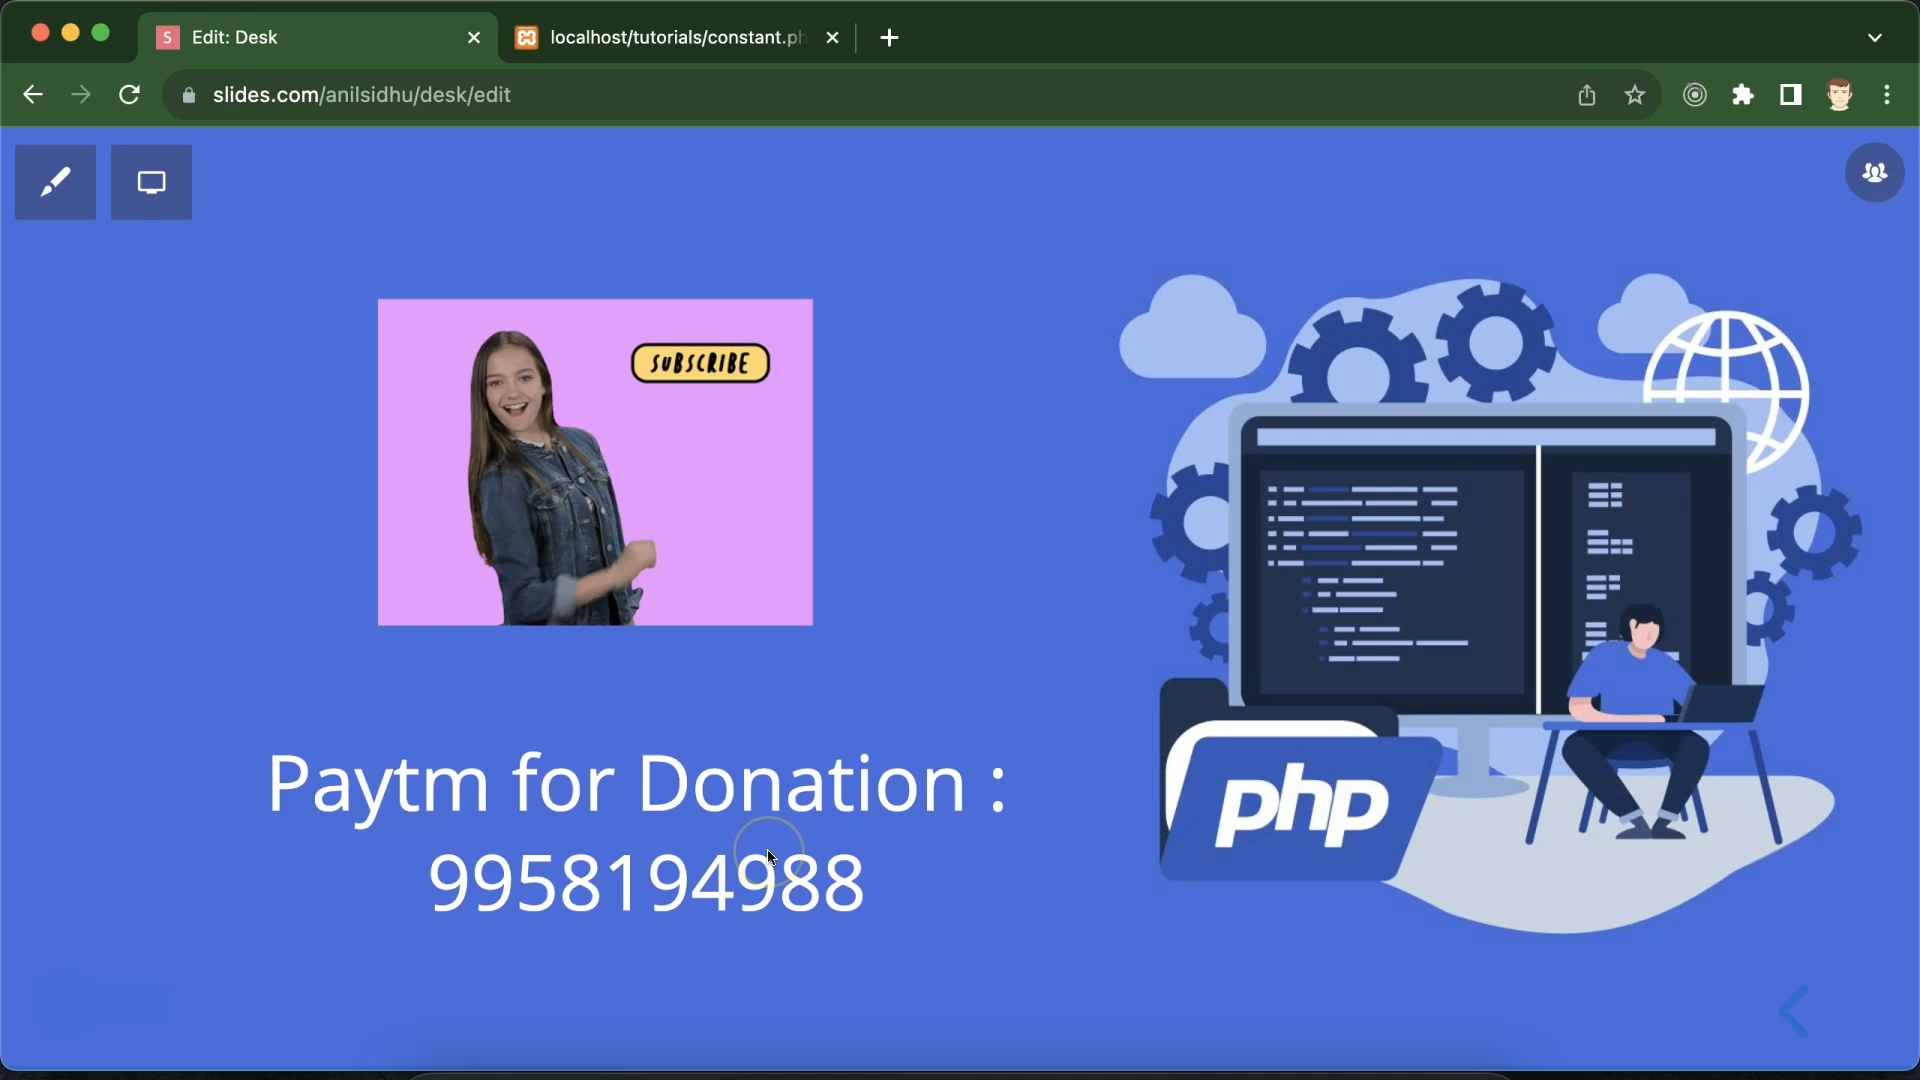 Edit: Desk
localhost/tutorials/constant.ph
slides.com/anilsidhu/desk/edit
SUBSCRIBE
Paytm for Donation :
9958194988
php